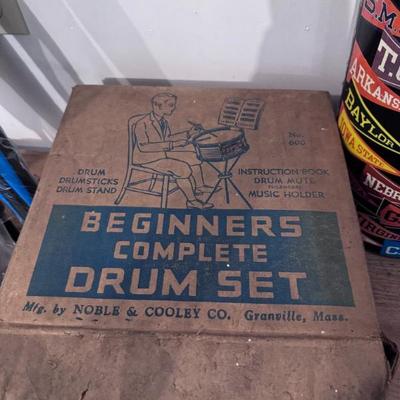 No.
600
DRUM
DRUMSTICKS
DRUM STAND
INSTRUCTION BOOK
DRUM MUTE
MUSIC HOLDER
BEGINNERS
COMPLETE
DRUM SET
Mfg. by NOBLE & COOLEY CO. Granville, Mass.
S.M.
T.C
ARKANSA
BAYLOR
IOWA STATE
NEBR